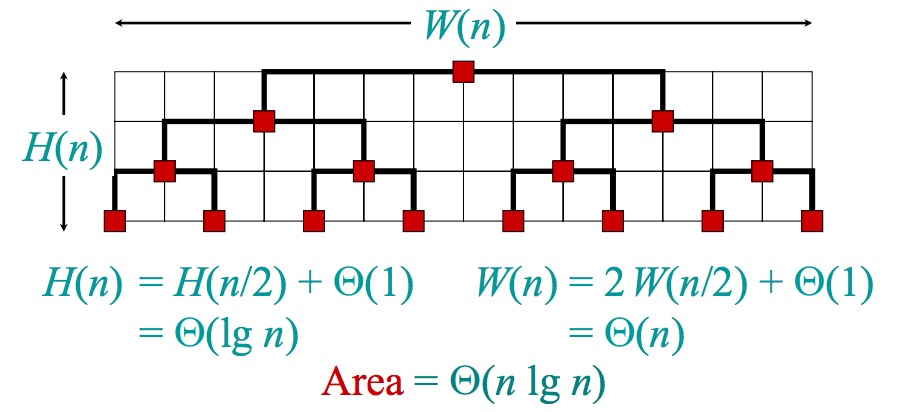 W(n)
H(n)
H(n) = H(n/2) + Θ(1)
= Θ(lg n)
W(n) = 2 W(n/2) + Θ(1)
= Θ(n)
Area = Θ(n lg n)